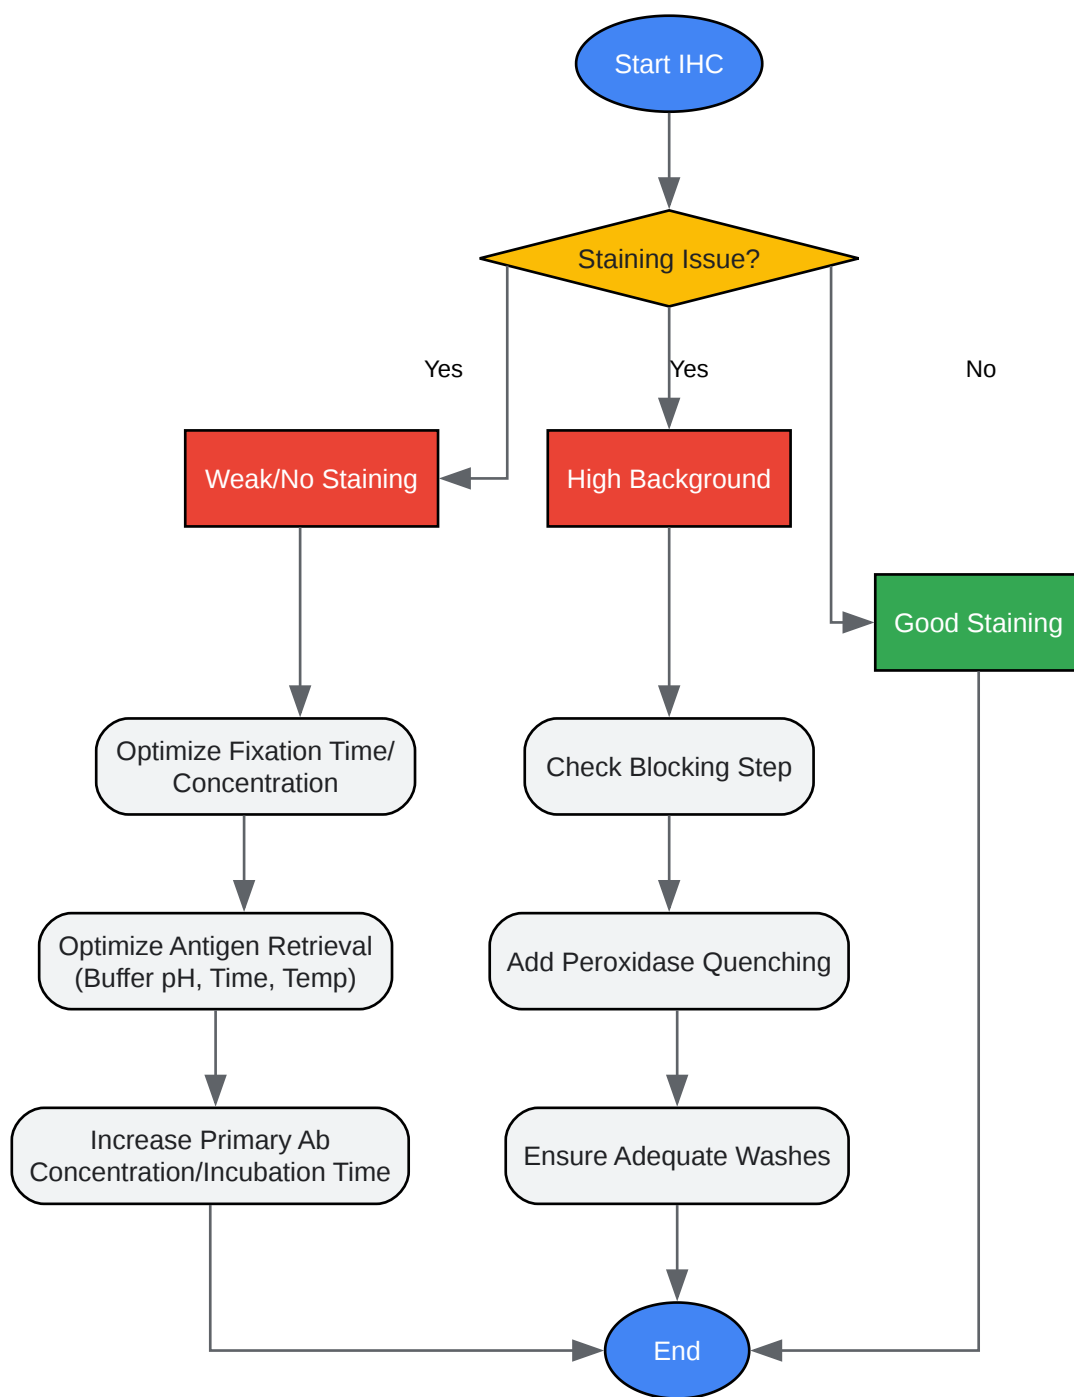 Start IHC
Staining Issue?
Yes
Yes
No
Weak/No Staining
High Background
Good Staining
Optimize Fixation Time/
Concentration
Check Blocking Step
Optimize Antigen Retrieval
(Buffer pH, Time, Temp)
Add Peroxidase Quenching
Increase Primary Ab
Concentration/Incubation Time
Ensure Adequate Washes
End